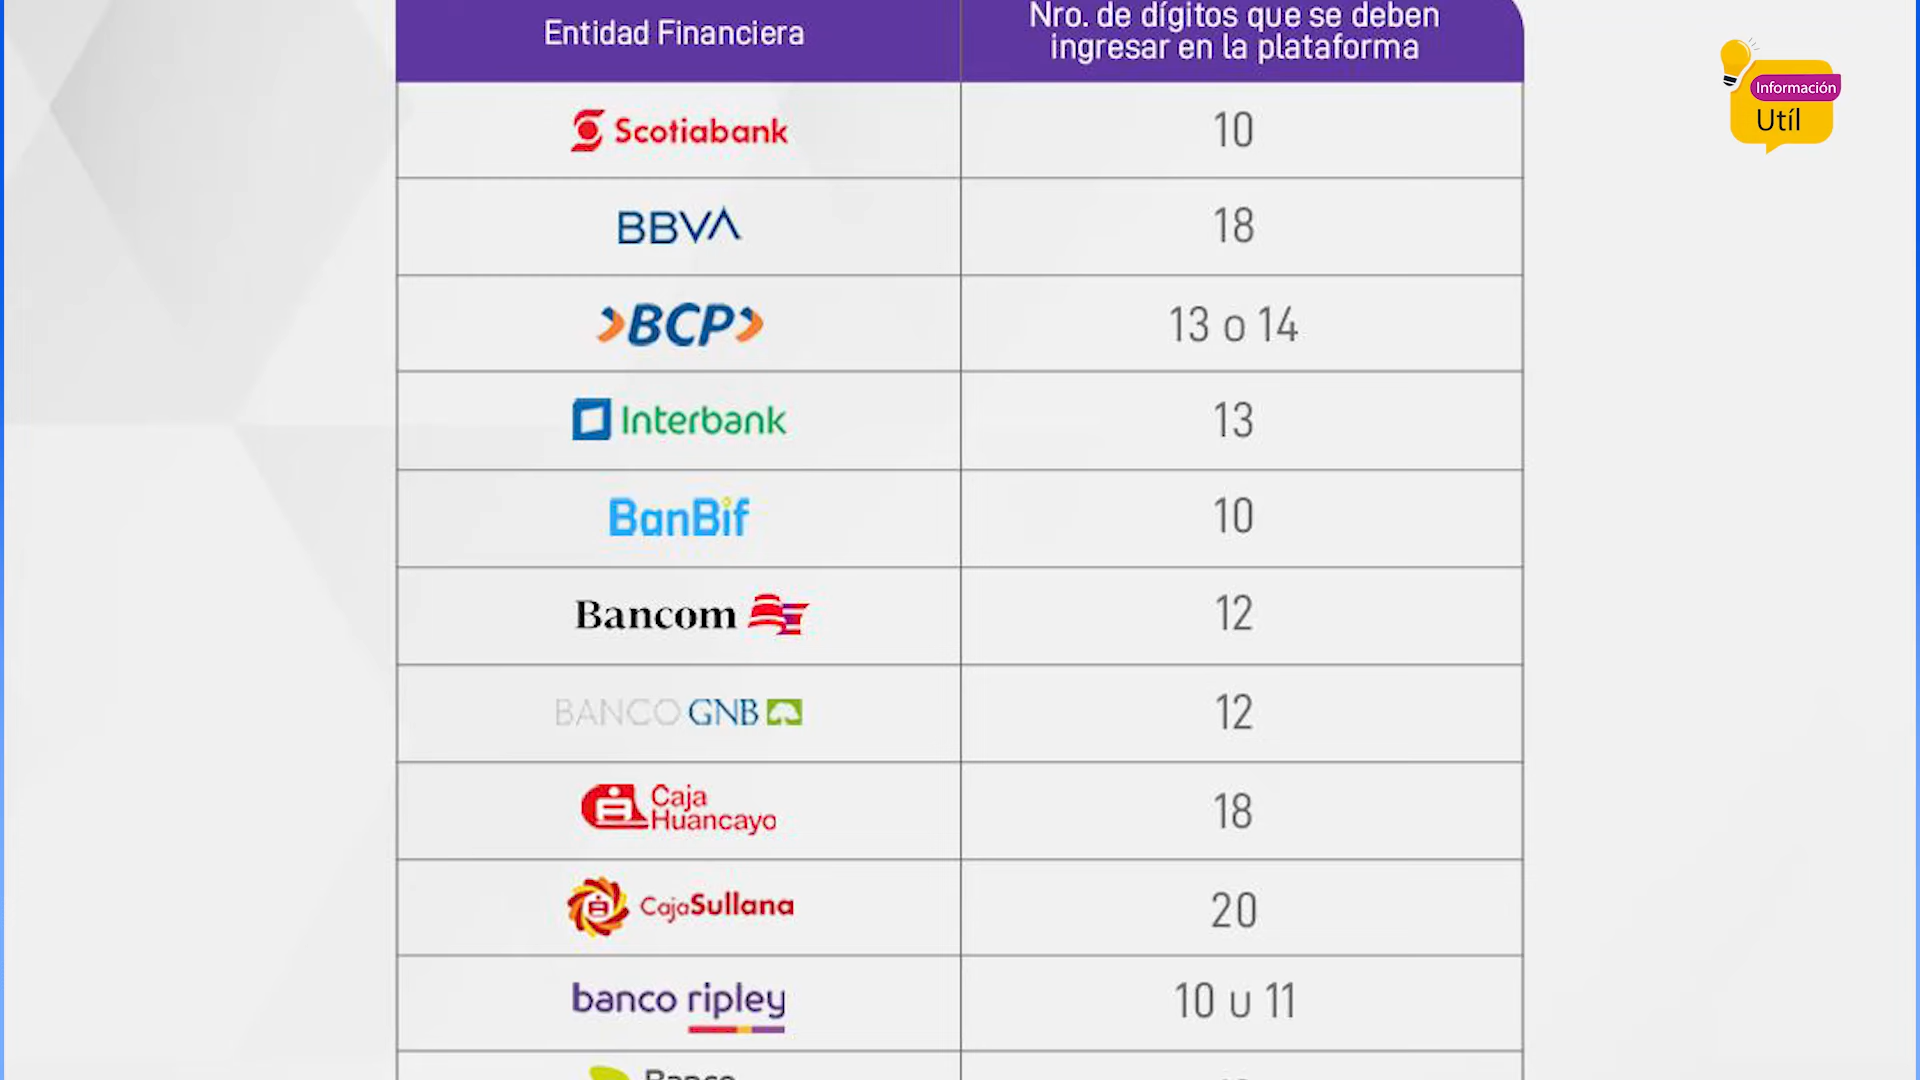 Entidad Financiera
Nro. de dígitos que se deben
ingresar en la plataforma
Información
Utíl
Scotiabank
10
BBVA
18
BCP
13 o 14
Interbank
13
BanBif
10
Bancom
12
BANCO GNB
12
Caja
Huancayo
18
CajaSullana
20
banco ripley
10 u 11
Banco